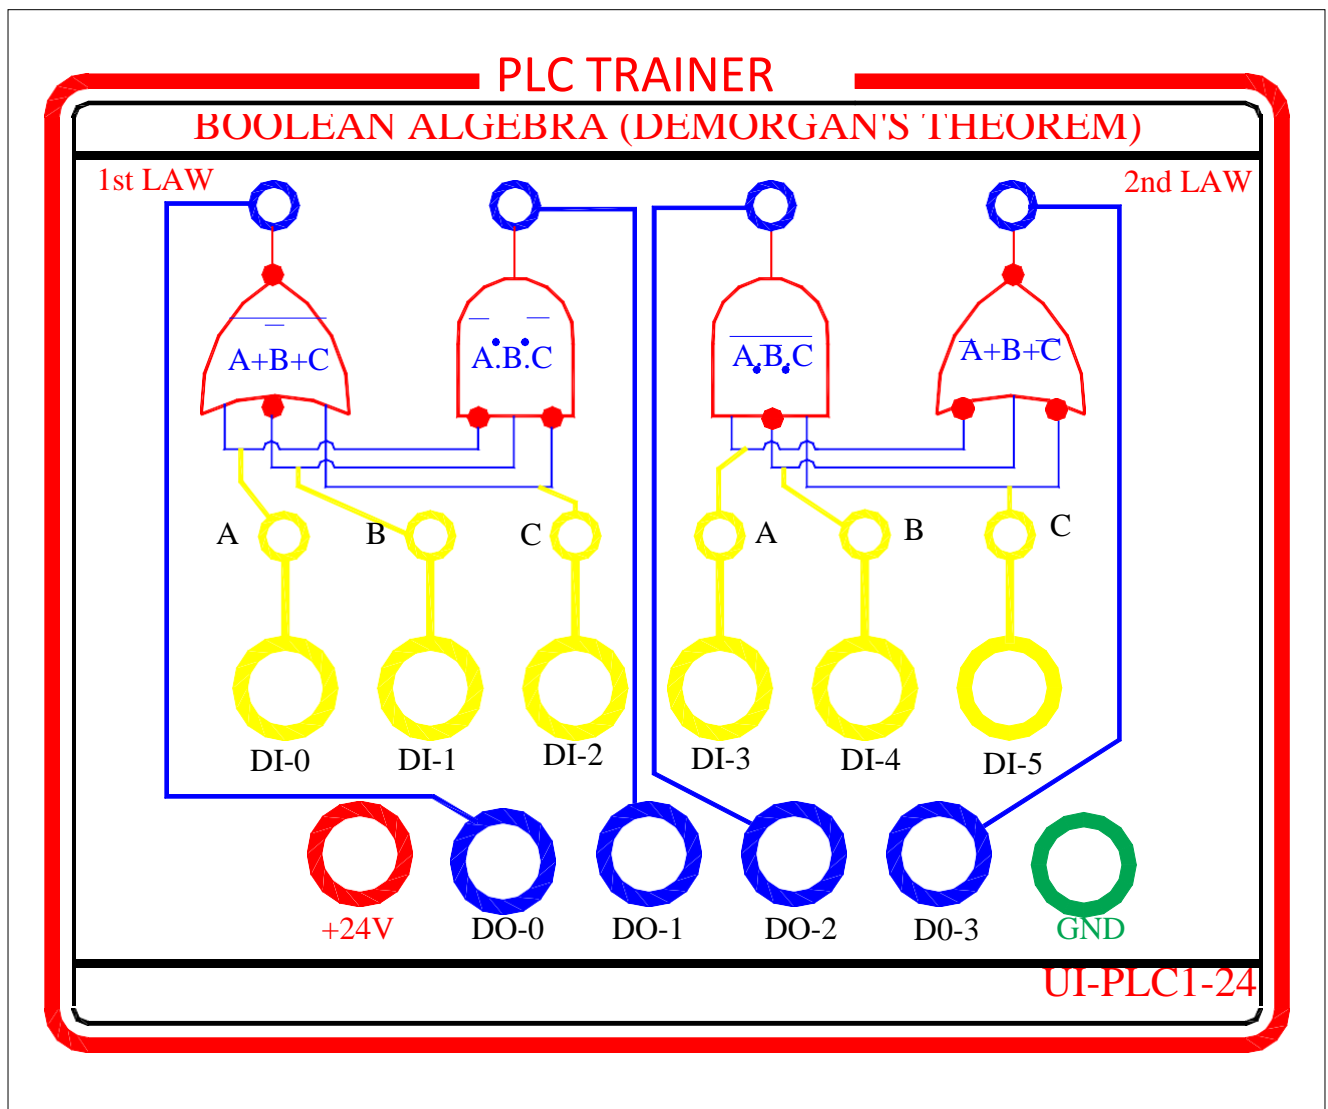 PLC TRAINER
BOOLEAN ALGEBRA (DEMORGAN'S THEOREM)
1st LAW
2nd LAW
A+B+C
A.B.C
A.B.C
A+B+C
A
B
C
A
B
C
DI-0
DI-1
DI-2
DI-3
DI-4
DI-5
+24V
DO-0
DO-1
DO-2
D0-3
GND
UI-PLC1-24